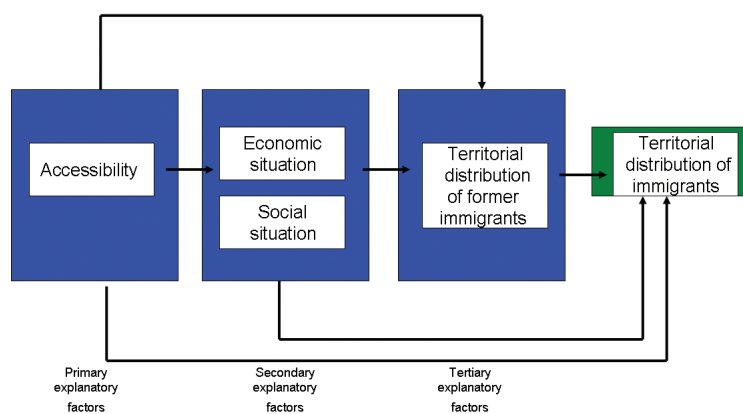 Accessibility
Economic
situation
Social
situation
Territorial
distribution
of former
immigrants
Territorial
distribution of
immigrants
Primary
explanatory
factors
Secondary
explanatory
factors
Tertiary
explanatory
factors